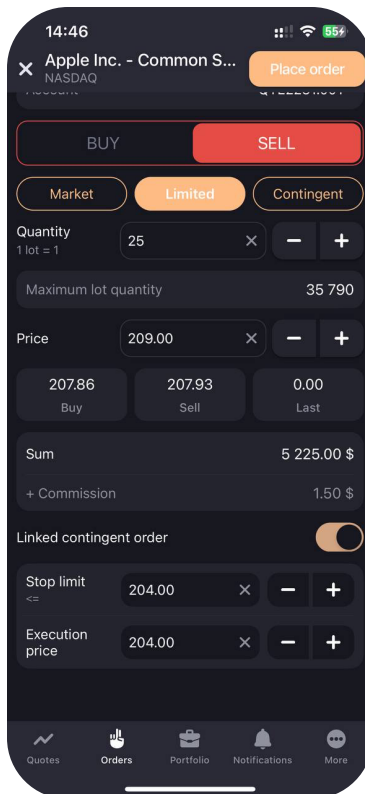 14:46
55
Apple Inc. - Common S...
NASDAQ
Place order
BUY
SELL
Market
Limited
Contingent
Quantity
1 lot = 1
25
Maximum lot quantity
35 790
Price
209.00
207.86
Buy
207.93
Sell
0.00
Last
Sum
5 225.00 $
+ Commission
1.50 $
Linked contingent order
Stop limit
<=
204.00
Execution
price
204.00
Quotes
Orders
Portfolio
Notifications
More